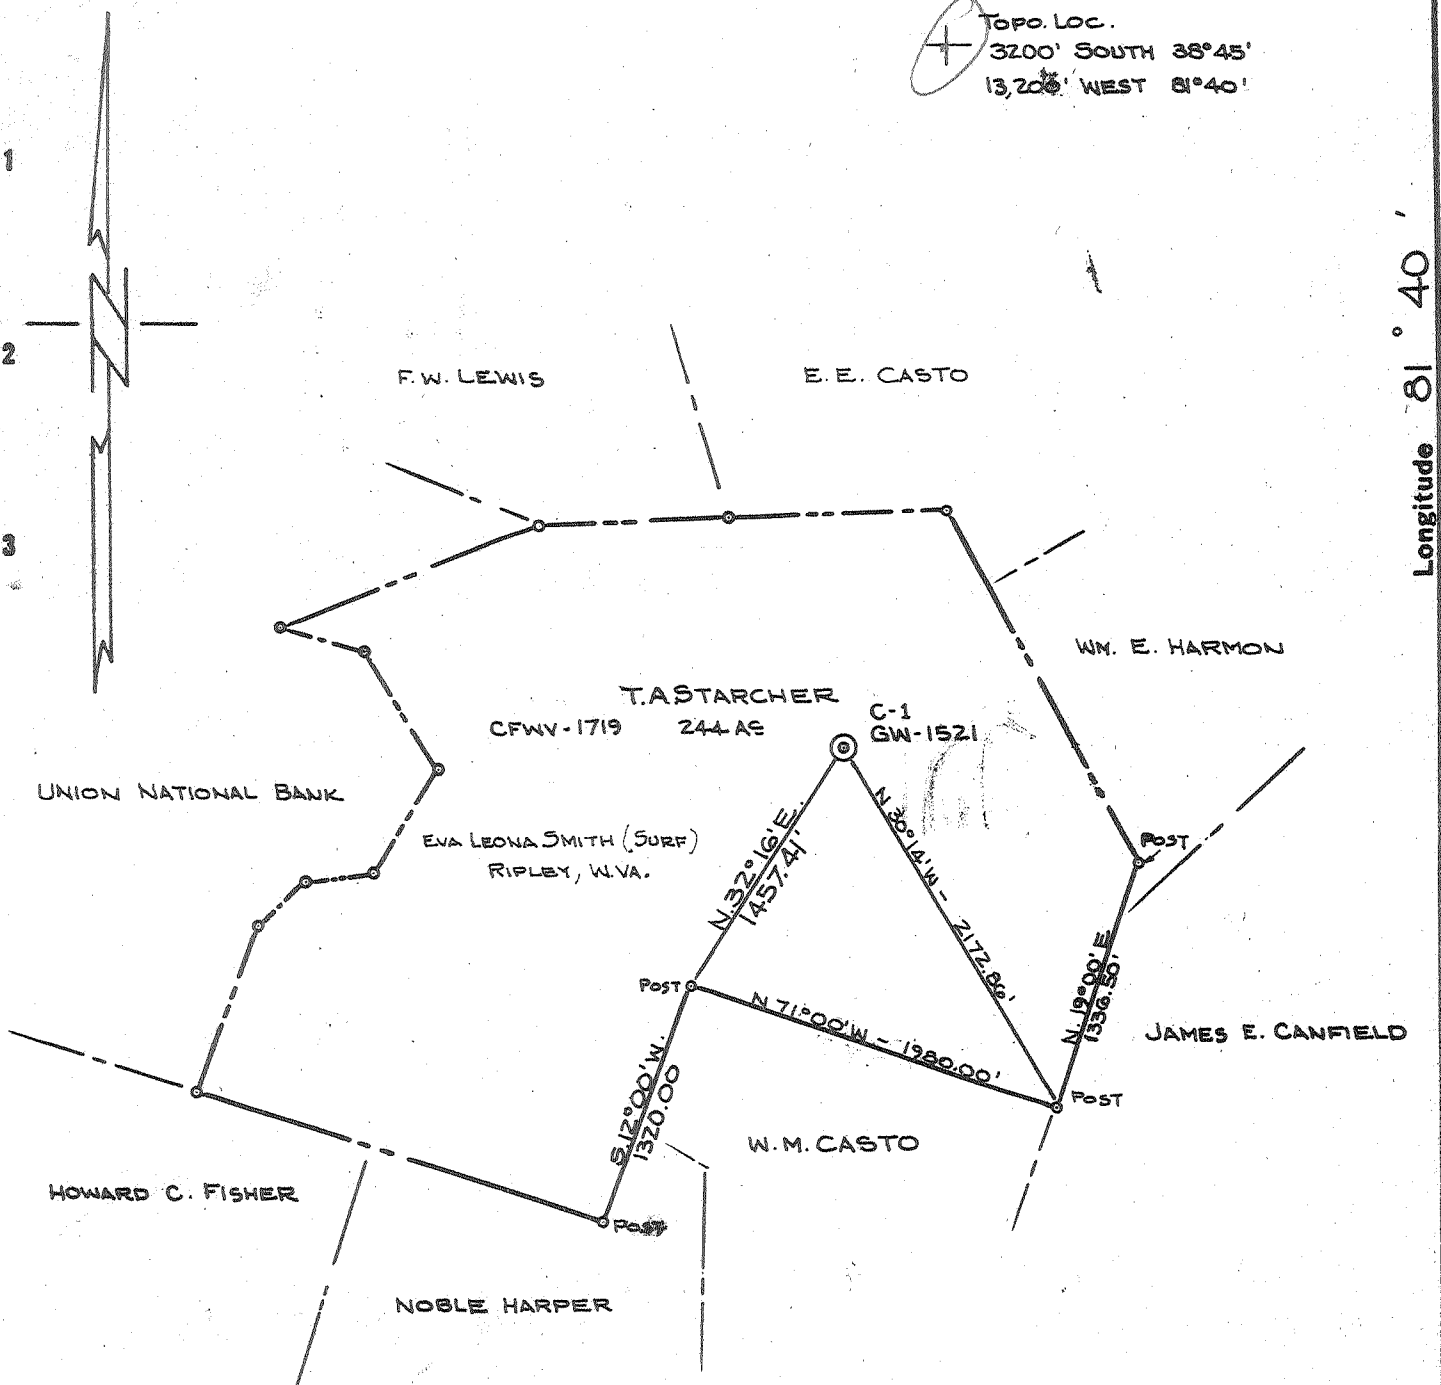 TOPO. LOC.
3200' SOUTH 38°45'
WEST 81°40'
1
2
3
Longitude 81° 40'
F.W. LEWIS
E.E. CASTO
WM. E. HARMON
T.A STARCHER
CFWV-1719 244 AC
C-1
GW-1521
UNION NATIONAL BANK
EVA LEONA SMITH (SURF)
RIPLEY, W.VA.
N.32°16'E.
1457.41'
N 30°14'W - 2172.86'
POST
POST
N 71°00'W - 1980.00'
N.19°00'E
1336.50'
JAMES E. CANFIELD
POST
S.12°00'W.
1320.00
W.M. CASTO
HOWARD C. FISHER
POST
NOBLE HARPER